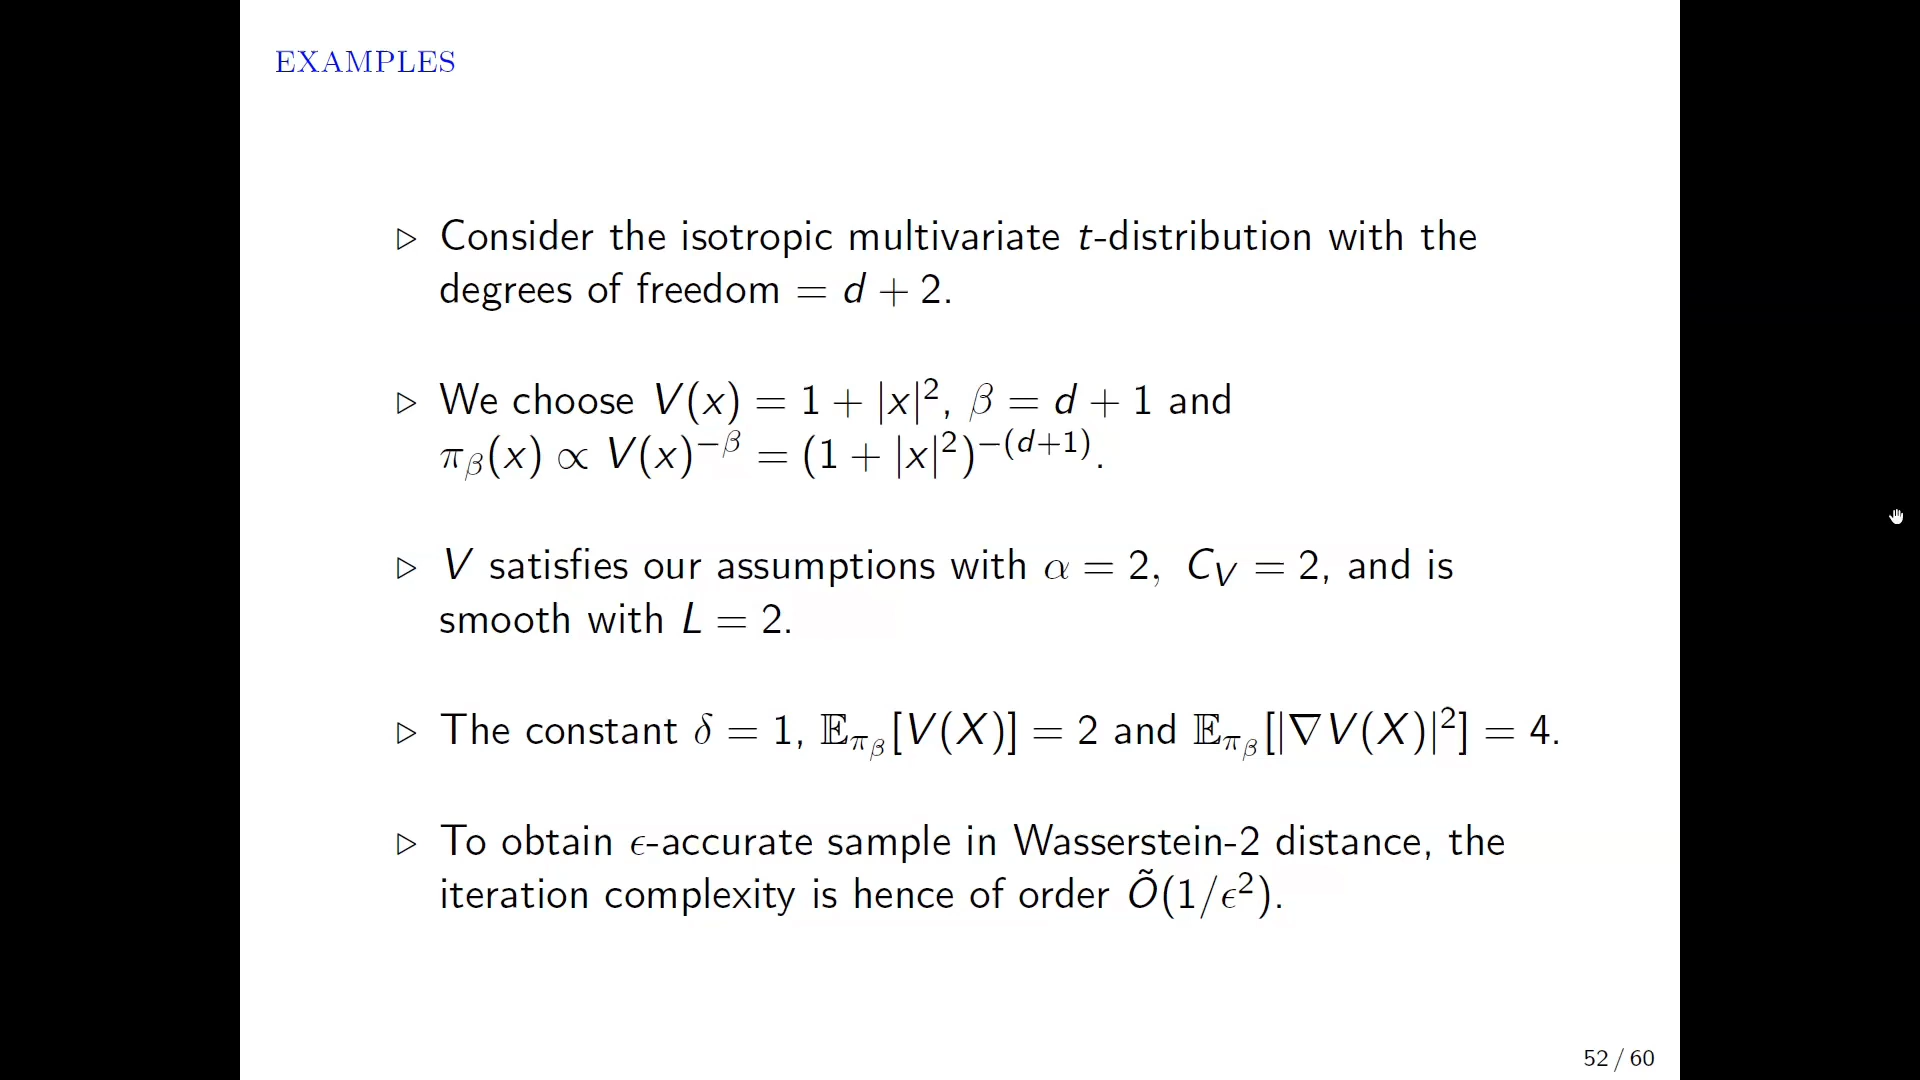 EXAMPLES
▷ Consider the isotropic multivariate t-distribution with the
degrees of freedom = d + 2.
▷ We choose V(x) = 1 + |x|², β = d + 1 and
π_β(x) ∝ V(x)^{−β} = (1 + |x|²)^{−(d+1)}.
▷ V satisfies our assumptions with α = 2, C_V = 2, and is
smooth with L = 2.
▷ The constant δ = 1, 𝔼_{π_β}[V(X)] = 2 and 𝔼_{π_β}[|∇V(X)|²] = 4.
▷ To obtain ϵ-accurate sample in Wasserstein-2 distance, the
iteration complexity is hence of order Õ(1/ϵ²).
52 / 60